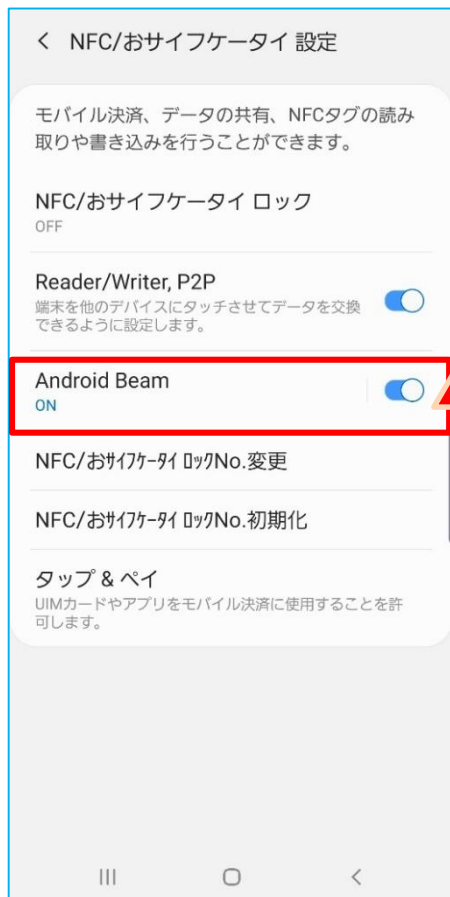 NFC/おサイフケータイ 設定
モバイル決済、データの共有、NFCタグの読み
取りや書き込みを行うことができます。
NFC/おサイフケータイ ロック
OFF
Reader/Writer, P2P
端末を他のデバイスにタッチさせてデータを交換
できるように設定します。
Android Beam
ON
NFC/おｻｲﾌｹｰﾀｲ ﾛｯｸNo.変更
NFC/おｻｲﾌｹｰﾀｲ ﾛｯｸNo.初期化
タップ & ペイ
UIMカードやアプリをモバイル決済に使用することを許
可します。